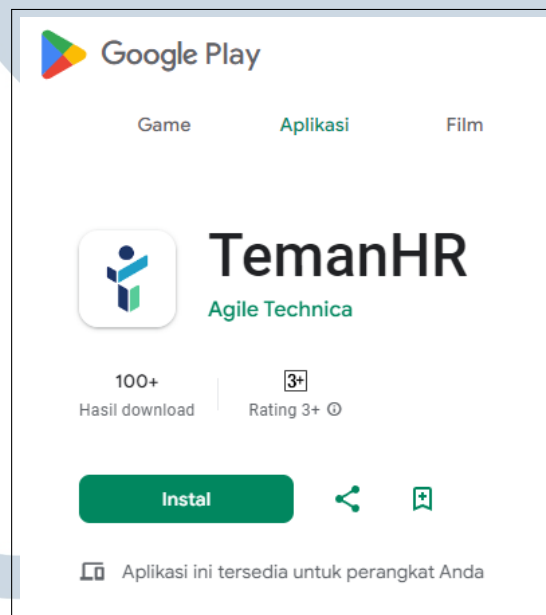 Google Play
Game Aplikasi Film
TemanHR
Agile Technica
100+ 3+
Hasil download Rating 3+
Instal
Aplikasi ini tersedia untuk perangkat Anda